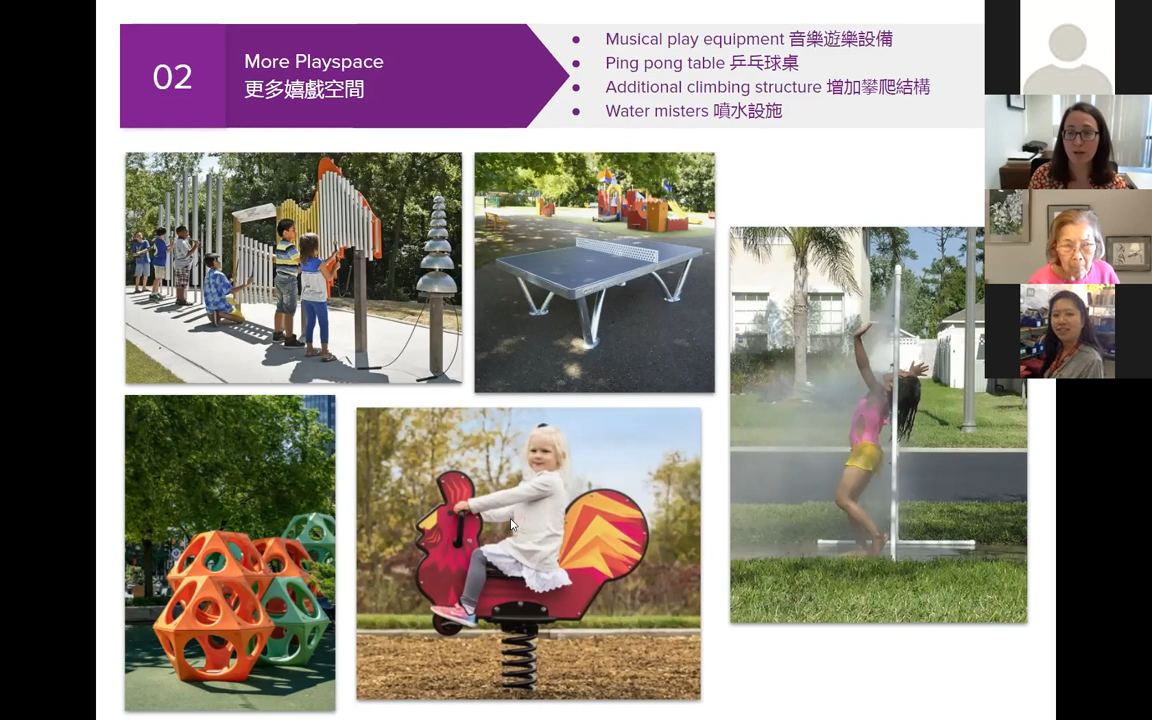 02
More Playspace
更多嬉戲空間
Musical play equipment 音樂遊樂設備
Ping pong table 乒乓球桌
Additional climbing structure 增加攀爬結構
Water misters 噴水設施